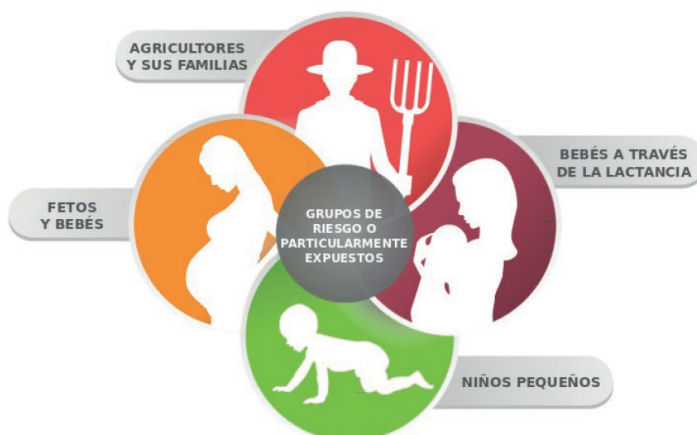 AGRICULTORES
Y SUS FAMILIAS
BEBÉS A TRAVÉS
DE LA LACTANCIA
FETOS
Y BEBÉS
GRUPOS DE
RIESGO O
PARTICULARMENTE
EXPUESTOS
NIÑOS PEQUEÑOS